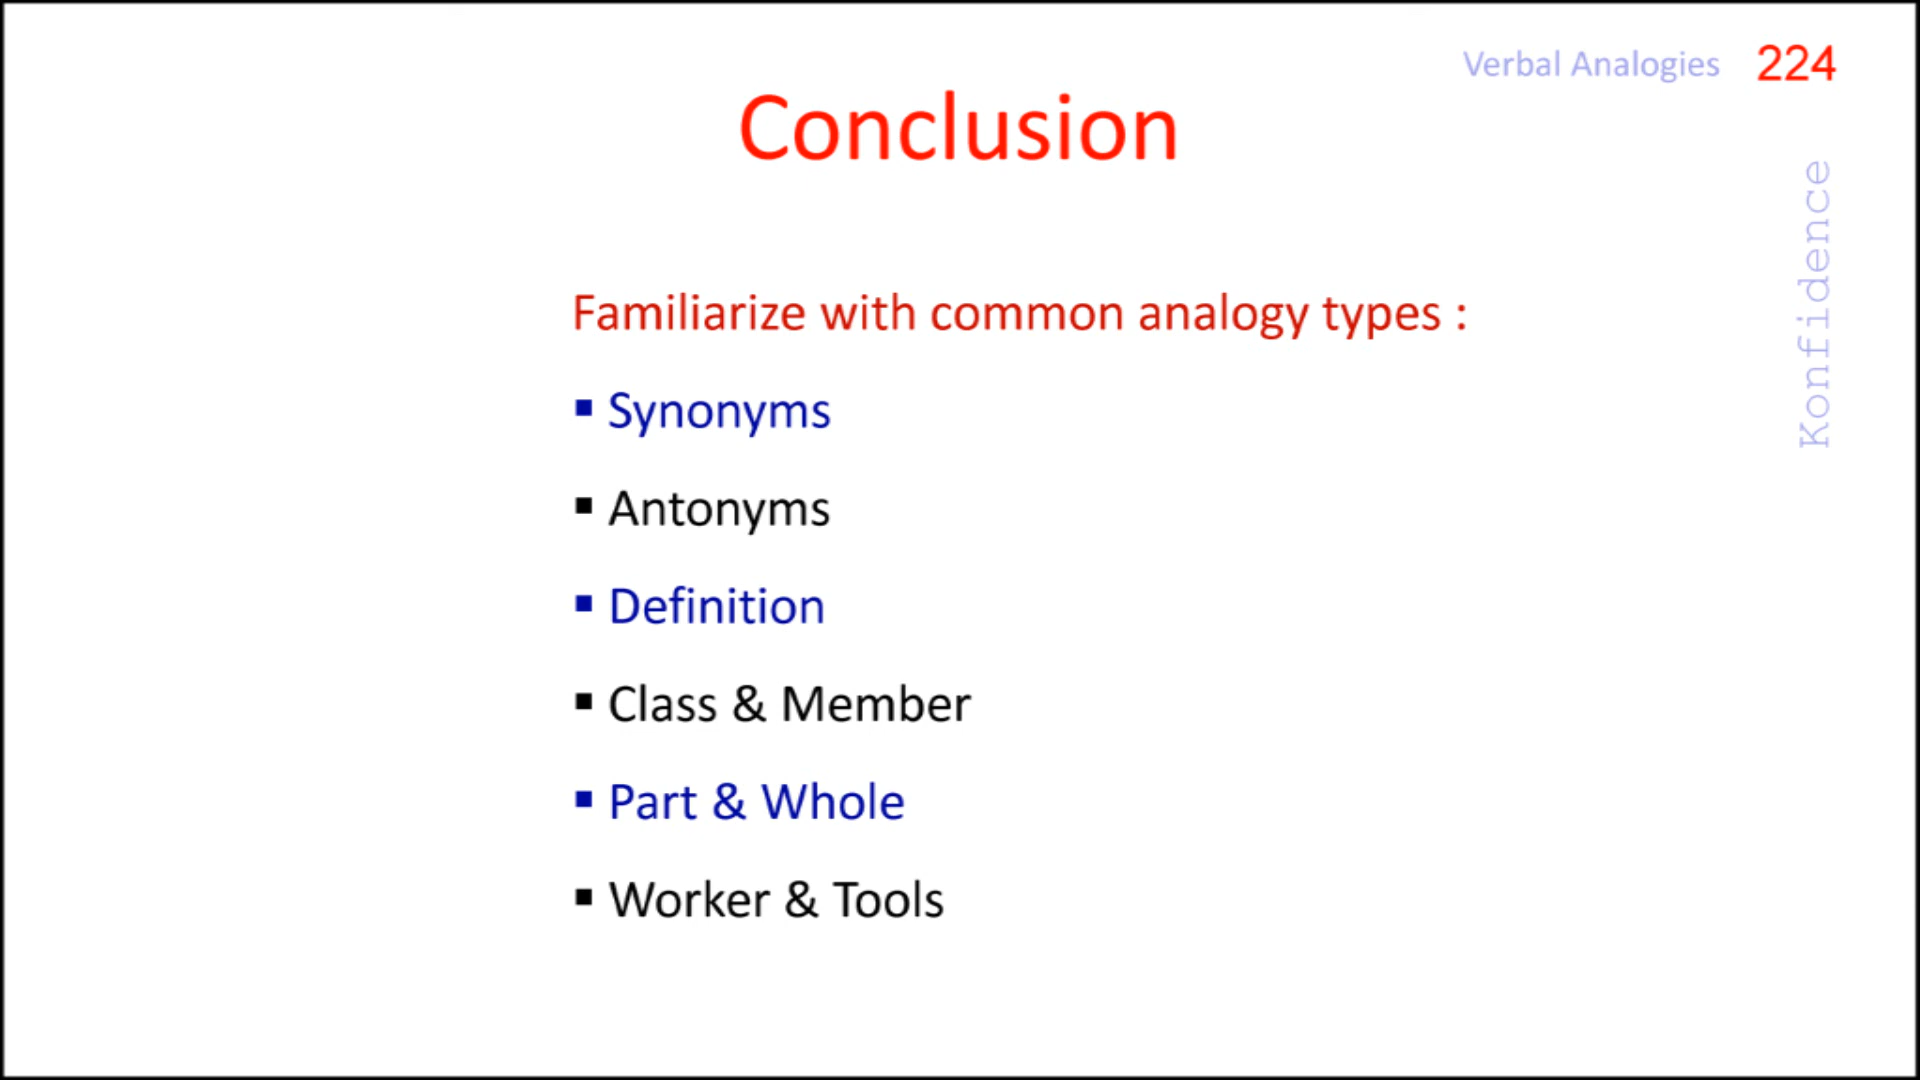 Verbal Analogies 224
Conclusion
Konfidence
Familiarize with common analogy types :
▪ Synonyms
▪ Antonyms
▪ Definition
▪ Class & Member
▪ Part & Whole
▪ Worker & Tools